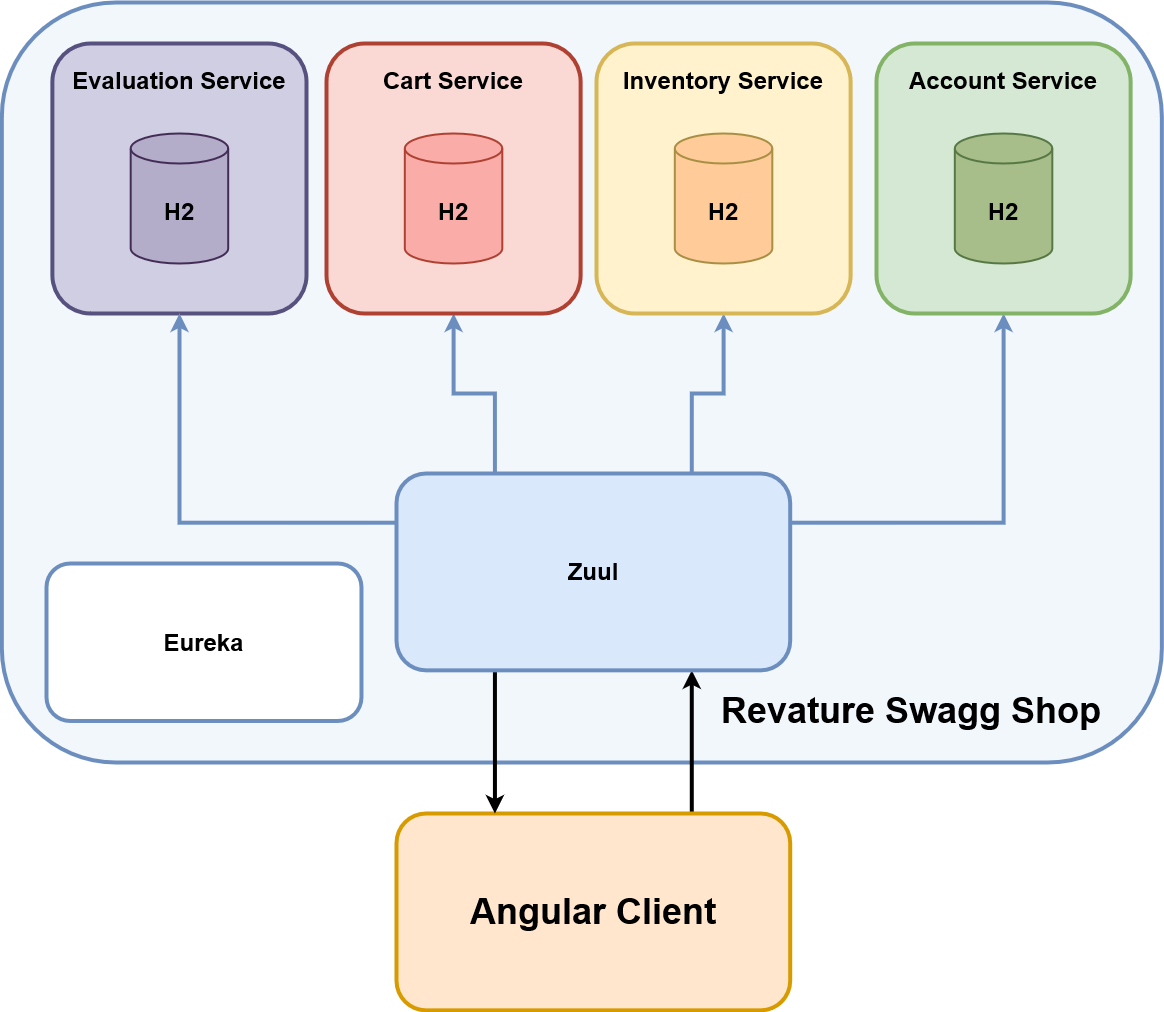 Evaluation Service
Cart Service
Inventory Service
Account Service
H2
H2
H2
H2
Zuul
Eureka
Revature Swagg Shop
Angular Client